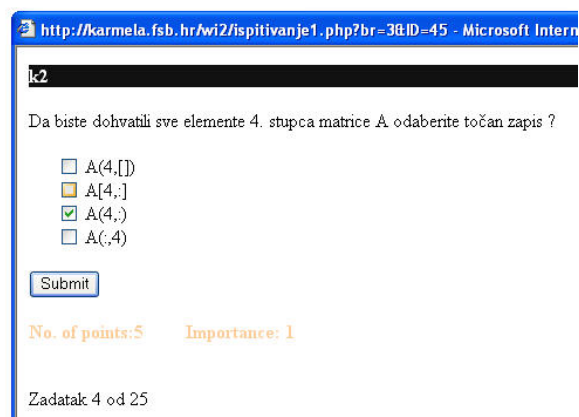 http://karmela.fsb.hr/wi2/ispitivanje1.php?br=3&ID=45 - Microsoft Intern
k2
Da biste dohvatili sve elemente 4. stupca matrice A odaberite točan zapis ?
A(4,[])
A[4,:]
A(4,:)
A(:,4)
Submit
No. of points:5 Importance: 1
Zadatak 4 od 25